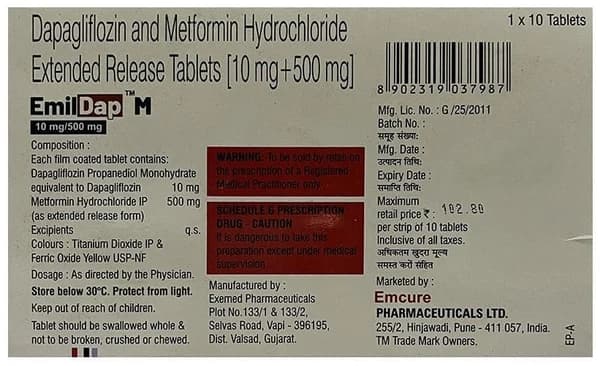 Dapagliflozin and Metformin Hydrochloride
Extended Release Tablets [10 mg+500 mg]
EmilDap™ M
10 mg/500 mg
Composition :
Each film coated tablet contains:
Dapagliflozin Propanediol Monohydrate
equivalent to Dapagliflozin 10 mg
Metformin Hydrochloride IP 500 mg
(as extended release form)
Excipients q.s.
Colours : Titanium Dioxide IP &
Ferric Oxide Yellow USP-NF
Dosage : As directed by the Physician.
Store below 30°C. Protect from light.
Keep out of reach of children.
Tablet should be swallowed whole &
not to be broken, crushed or chewed.
WARNING: To be sold by retail on
the prescription of a Registered
Medical Practitioner only.
SCHEDULE G PRESCRIPTION
DRUG - CAUTION
It is dangerous to take this
preparation except under medical
supervision
Manufactured by :
Exemed Pharmaceuticals
Plot No.133/1 & 133/2,
Selvas Road, Vapi - 396195,
Dist. Valsad, Gujarat.
1 x 10 Tablets
8 902319 037987
Mfg. Lic. No. : G /25/2011
Batch No. :
समूह संख्या:
Mfg. Date :
उत्पादन तिथि:
Expiry Date :
समाप्ति तिथि:
Maximum
retail price ₹ : 102.80
per strip of 10 tablets
Inclusive of all taxes.
अधिकतम खुदरा मूल्य
समस्त करों सहित
Marketed by :
Emcure
PHARMACEUTICALS LTD.
255/2, Hinjawadi, Pune - 411 057, India.
TM Trade Mark Owners.
EP-A